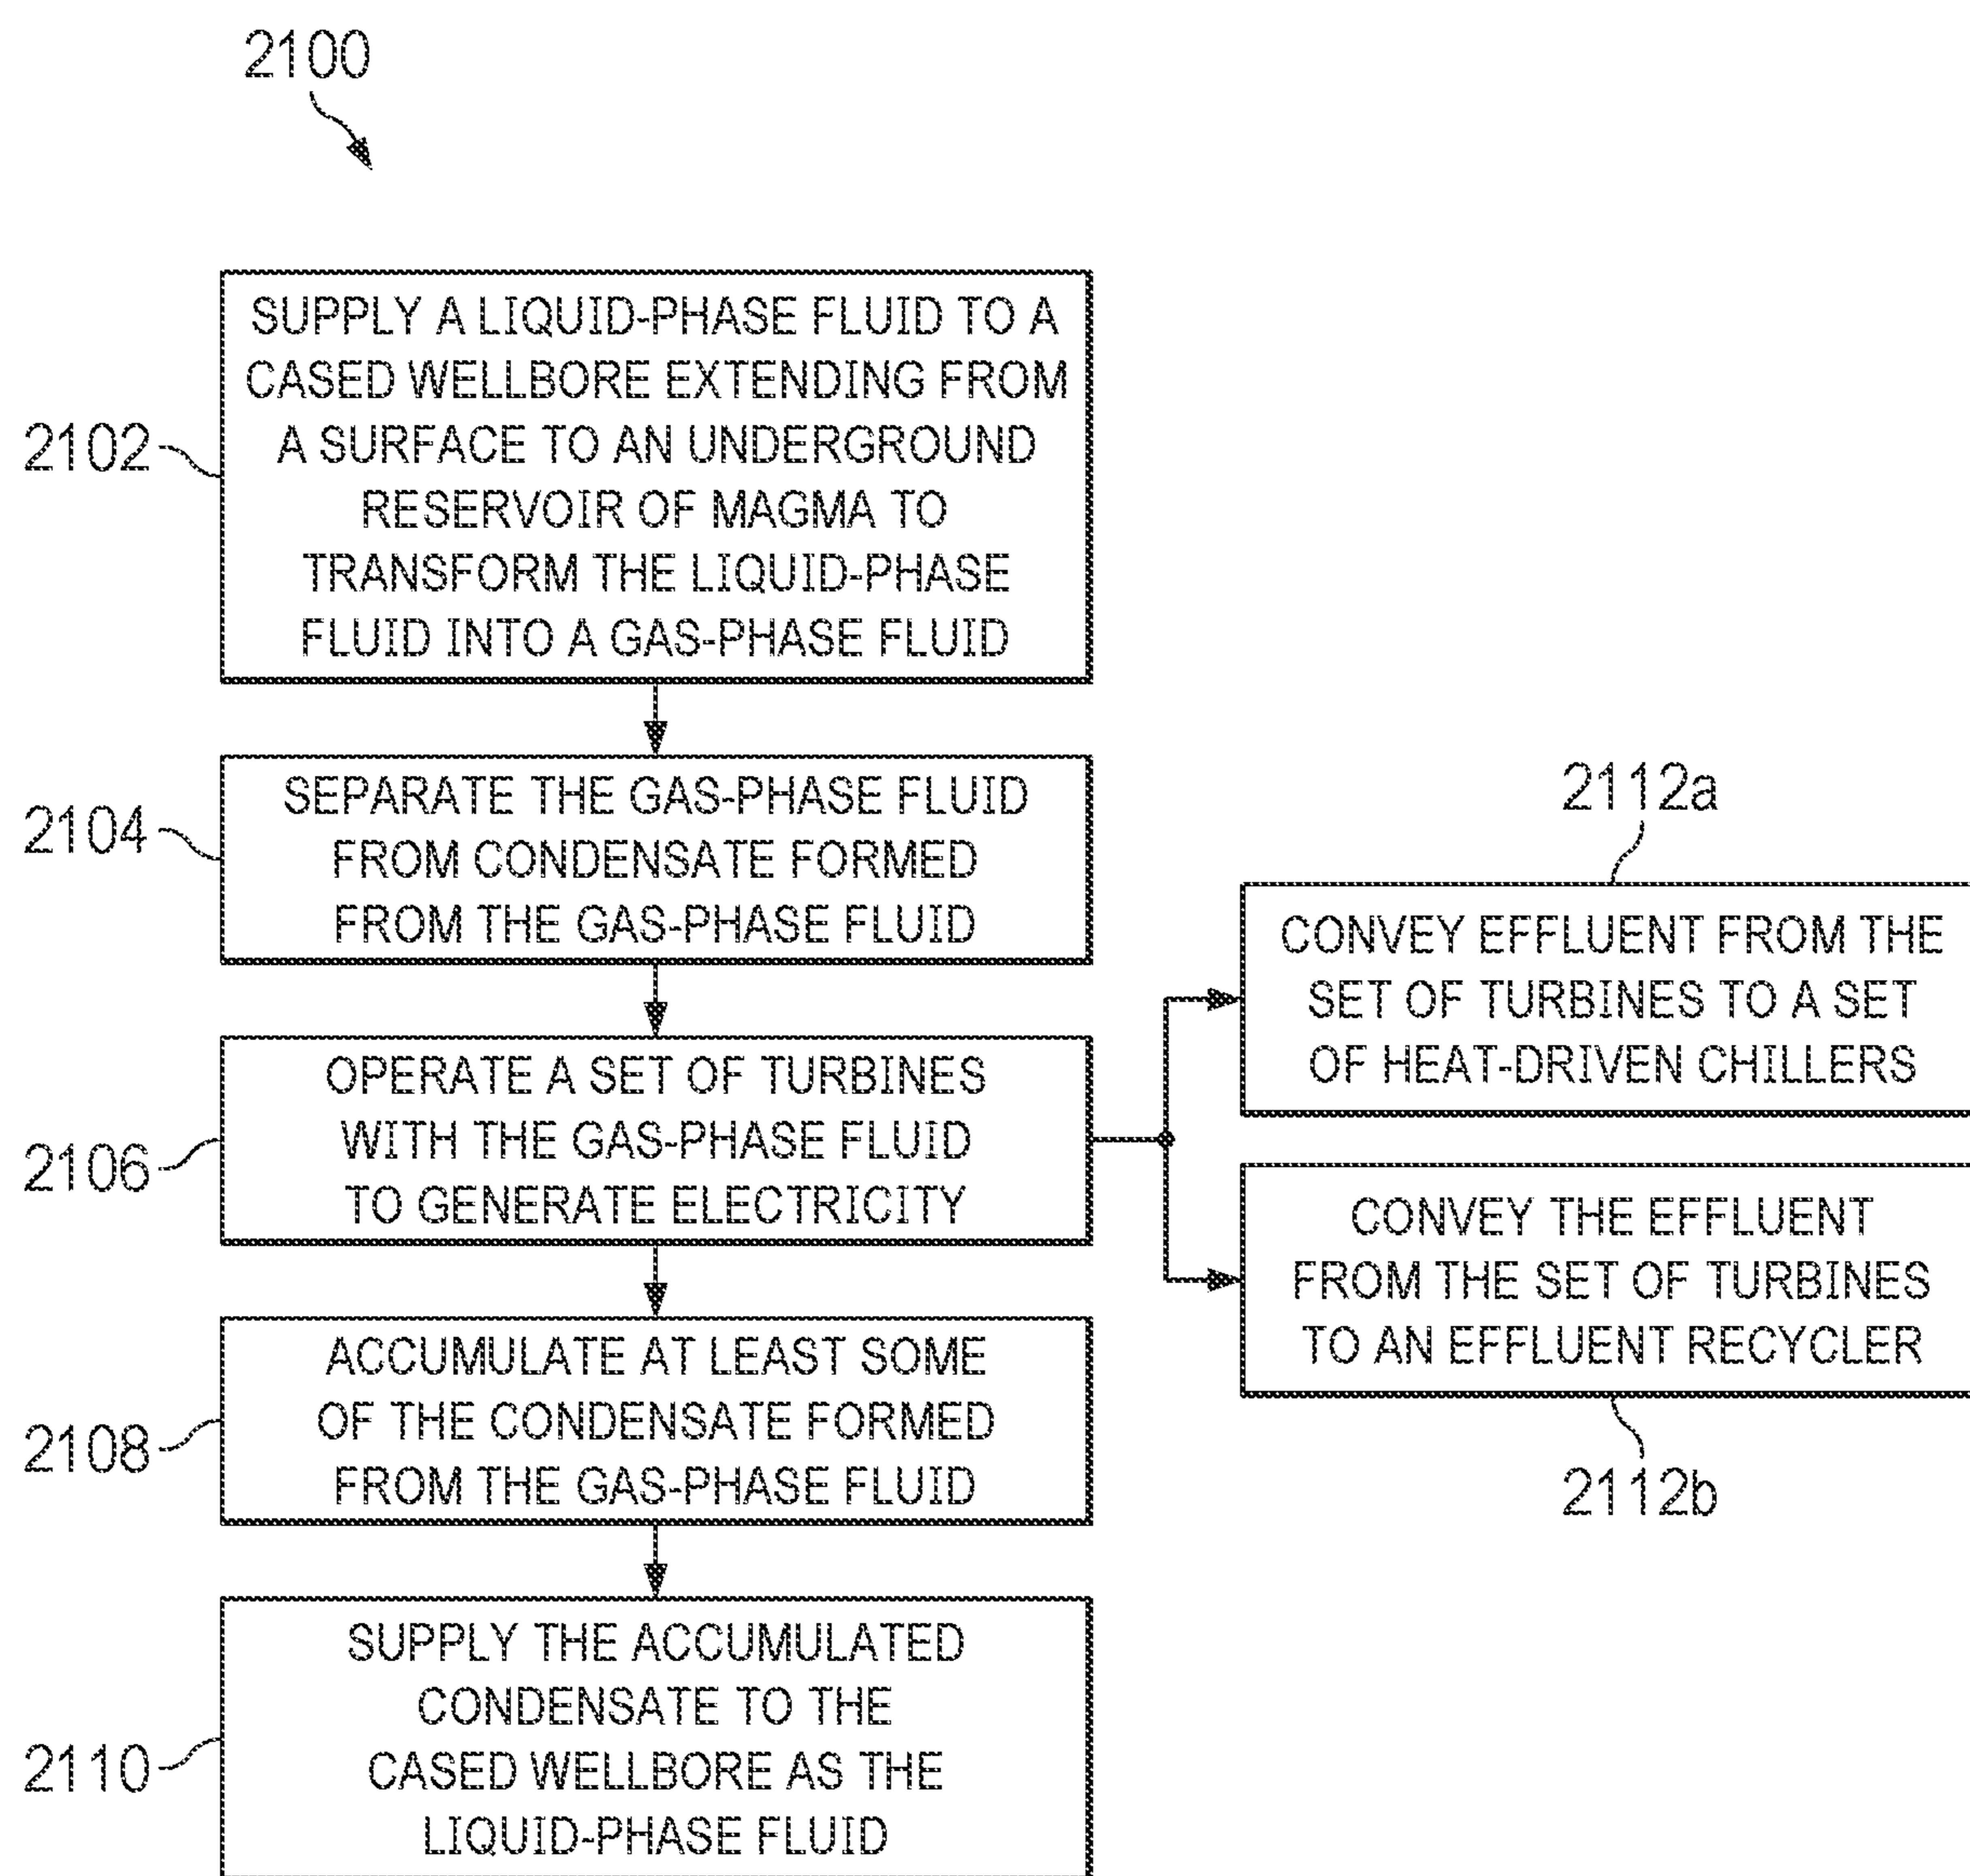 2100
2102
SUPPLY A LIQUID-PHASE FLUID TO A
CASED WELLBORE EXTENDING FROM
A SURFACE TO AN UNDERGROUND
RESERVOIR OF MAGMA TO
TRANSFORM THE LIQUID-PHASE
FLUID INTO A GAS-PHASE FLUID
2104
SEPARATE THE GAS-PHASE FLUID
FROM CONDENSATE FORMED
FROM THE GAS-PHASE FLUID
2106
OPERATE A SET OF TURBINES
WITH THE GAS-PHASE FLUID
TO GENERATE ELECTRICITY
2112a
CONVEY EFFLUENT FROM THE
SET OF TURBINES TO A SET
OF HEAT-DRIVEN CHILLERS
CONVEY THE EFFLUENT
FROM THE SET OF TURBINES
TO AN EFFLUENT RECYCLER
2112b
2108
ACCUMULATE AT LEAST SOME
OF THE CONDENSATE FORMED
FROM THE GAS-PHASE FLUID
2110
SUPPLY THE ACCUMULATED
CONDENSATE TO THE
CASED WELLBORE AS THE
LIQUID-PHASE FLUID